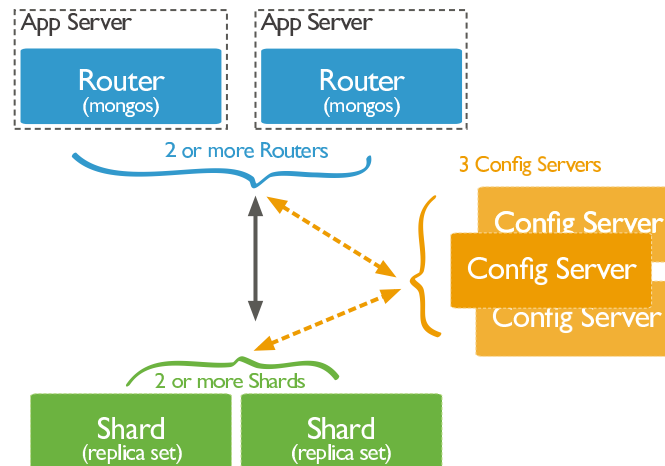 App Server
App Server
Router
(mongos)
Router
(mongos)
2 or more Routers
3 Config Servers
Config Server
Config Server
Config Server
2 or more Shards
Shard
(replica set)
Shard
(replica set)